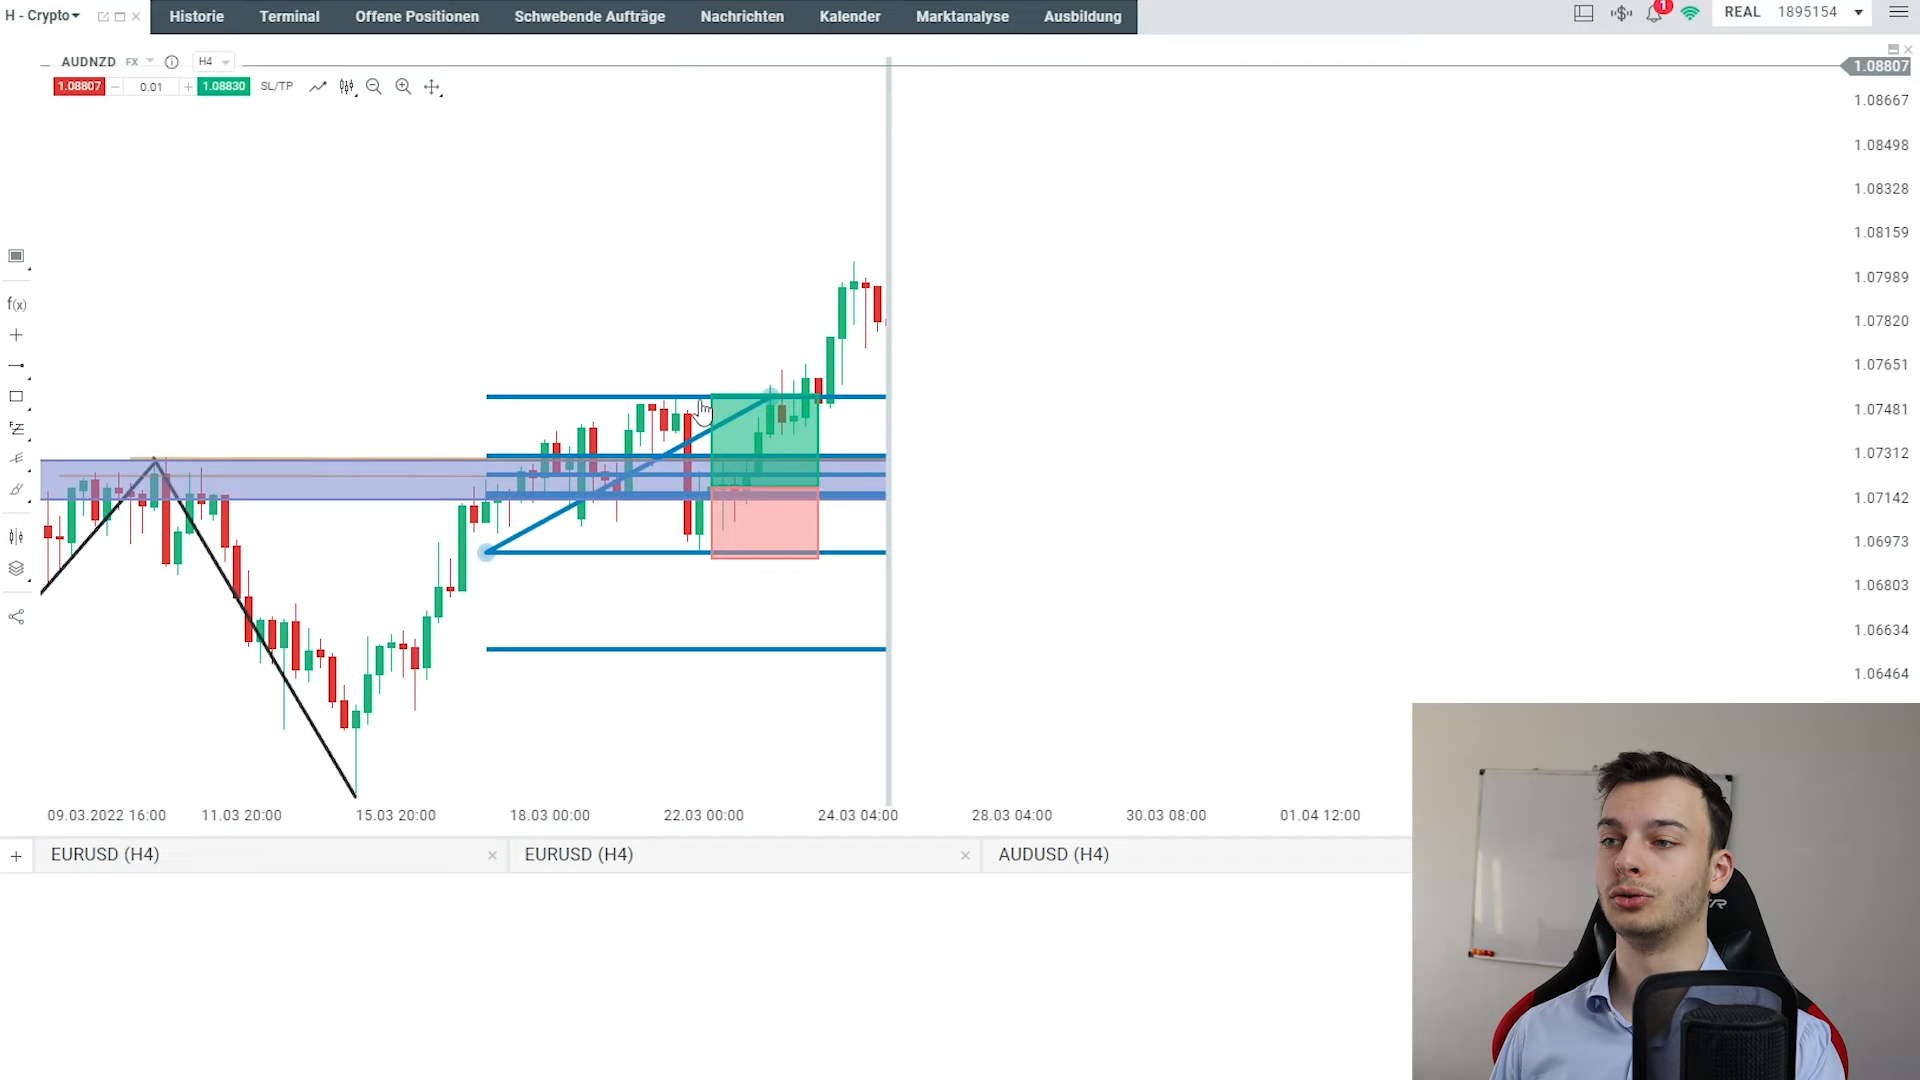 H - Crypto Historie Terminal Offene Positionen Schwebende Aufträge Nachrichten Kalender Marktanalyse Ausbildung 1 REAL 1895154
AUDNZD FX H4
1.08807 0.01 1.08830 SL/TP
f(x)
1.08807
1.08667
1.08498
1.08328
1.08159
1.07989
1.07820
1.07651
1.07481
1.07312
1.07142
1.06973
1.06803
1.06634
1.06464
09.03.2022 16:00 11.03 20:00 15.03 20:00 18.03 00:00 22.03 00:00 24.03 04:00 28.03 04:00 30.03 08:00 01.04 12:00
EURUSD (H4) EURUSD (H4) AUDUSD (H4)